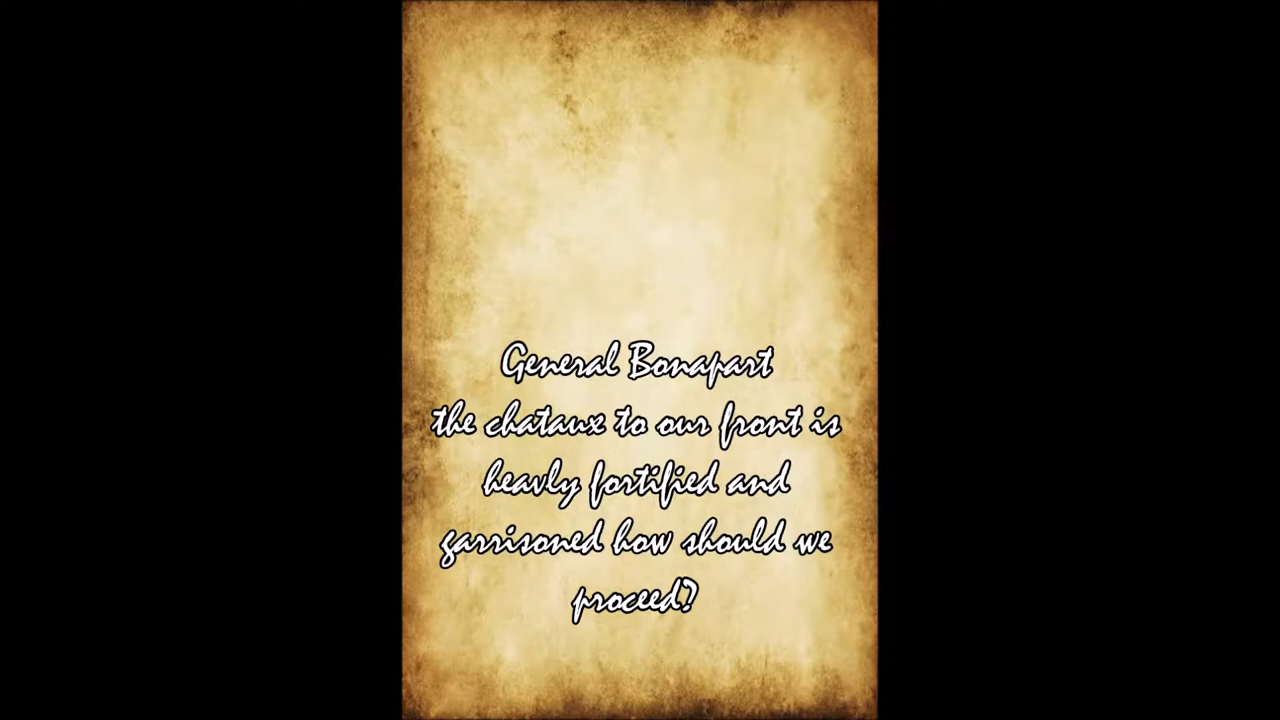 General Bonapart
the chataux to our front is
heavly fortified and
garrisoned how should we
proceed?